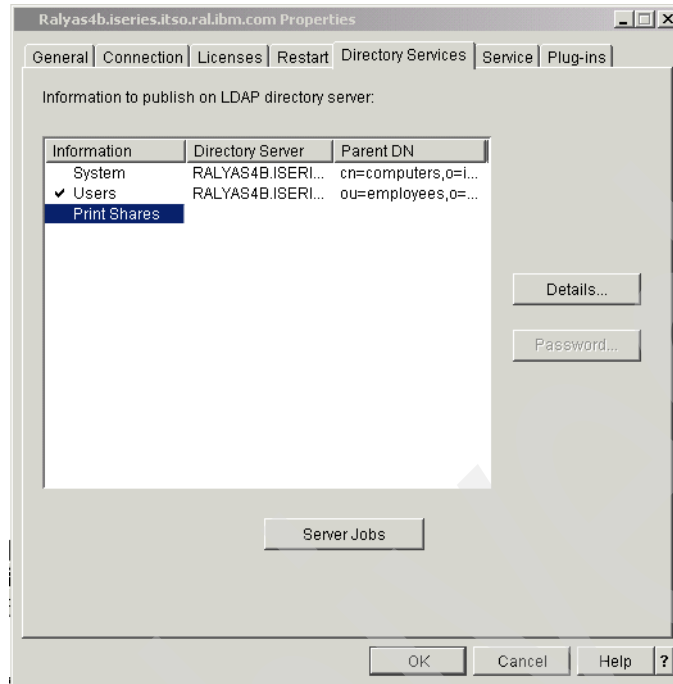 Ralyas4b.iseries.itso.ral.ibm.com Properties
General Connection Licenses Restart Directory Services Service Plug-ins
Information to publish on LDAP directory server:
Information Directory Server Parent DN
System RALYAS4B.ISERI... cn=computers,o=i...
✔ Users RALYAS4B.ISERI... ou=employees,o=...
Print Shares
Details...
Password...
Server Jobs
OK Cancel Help ?